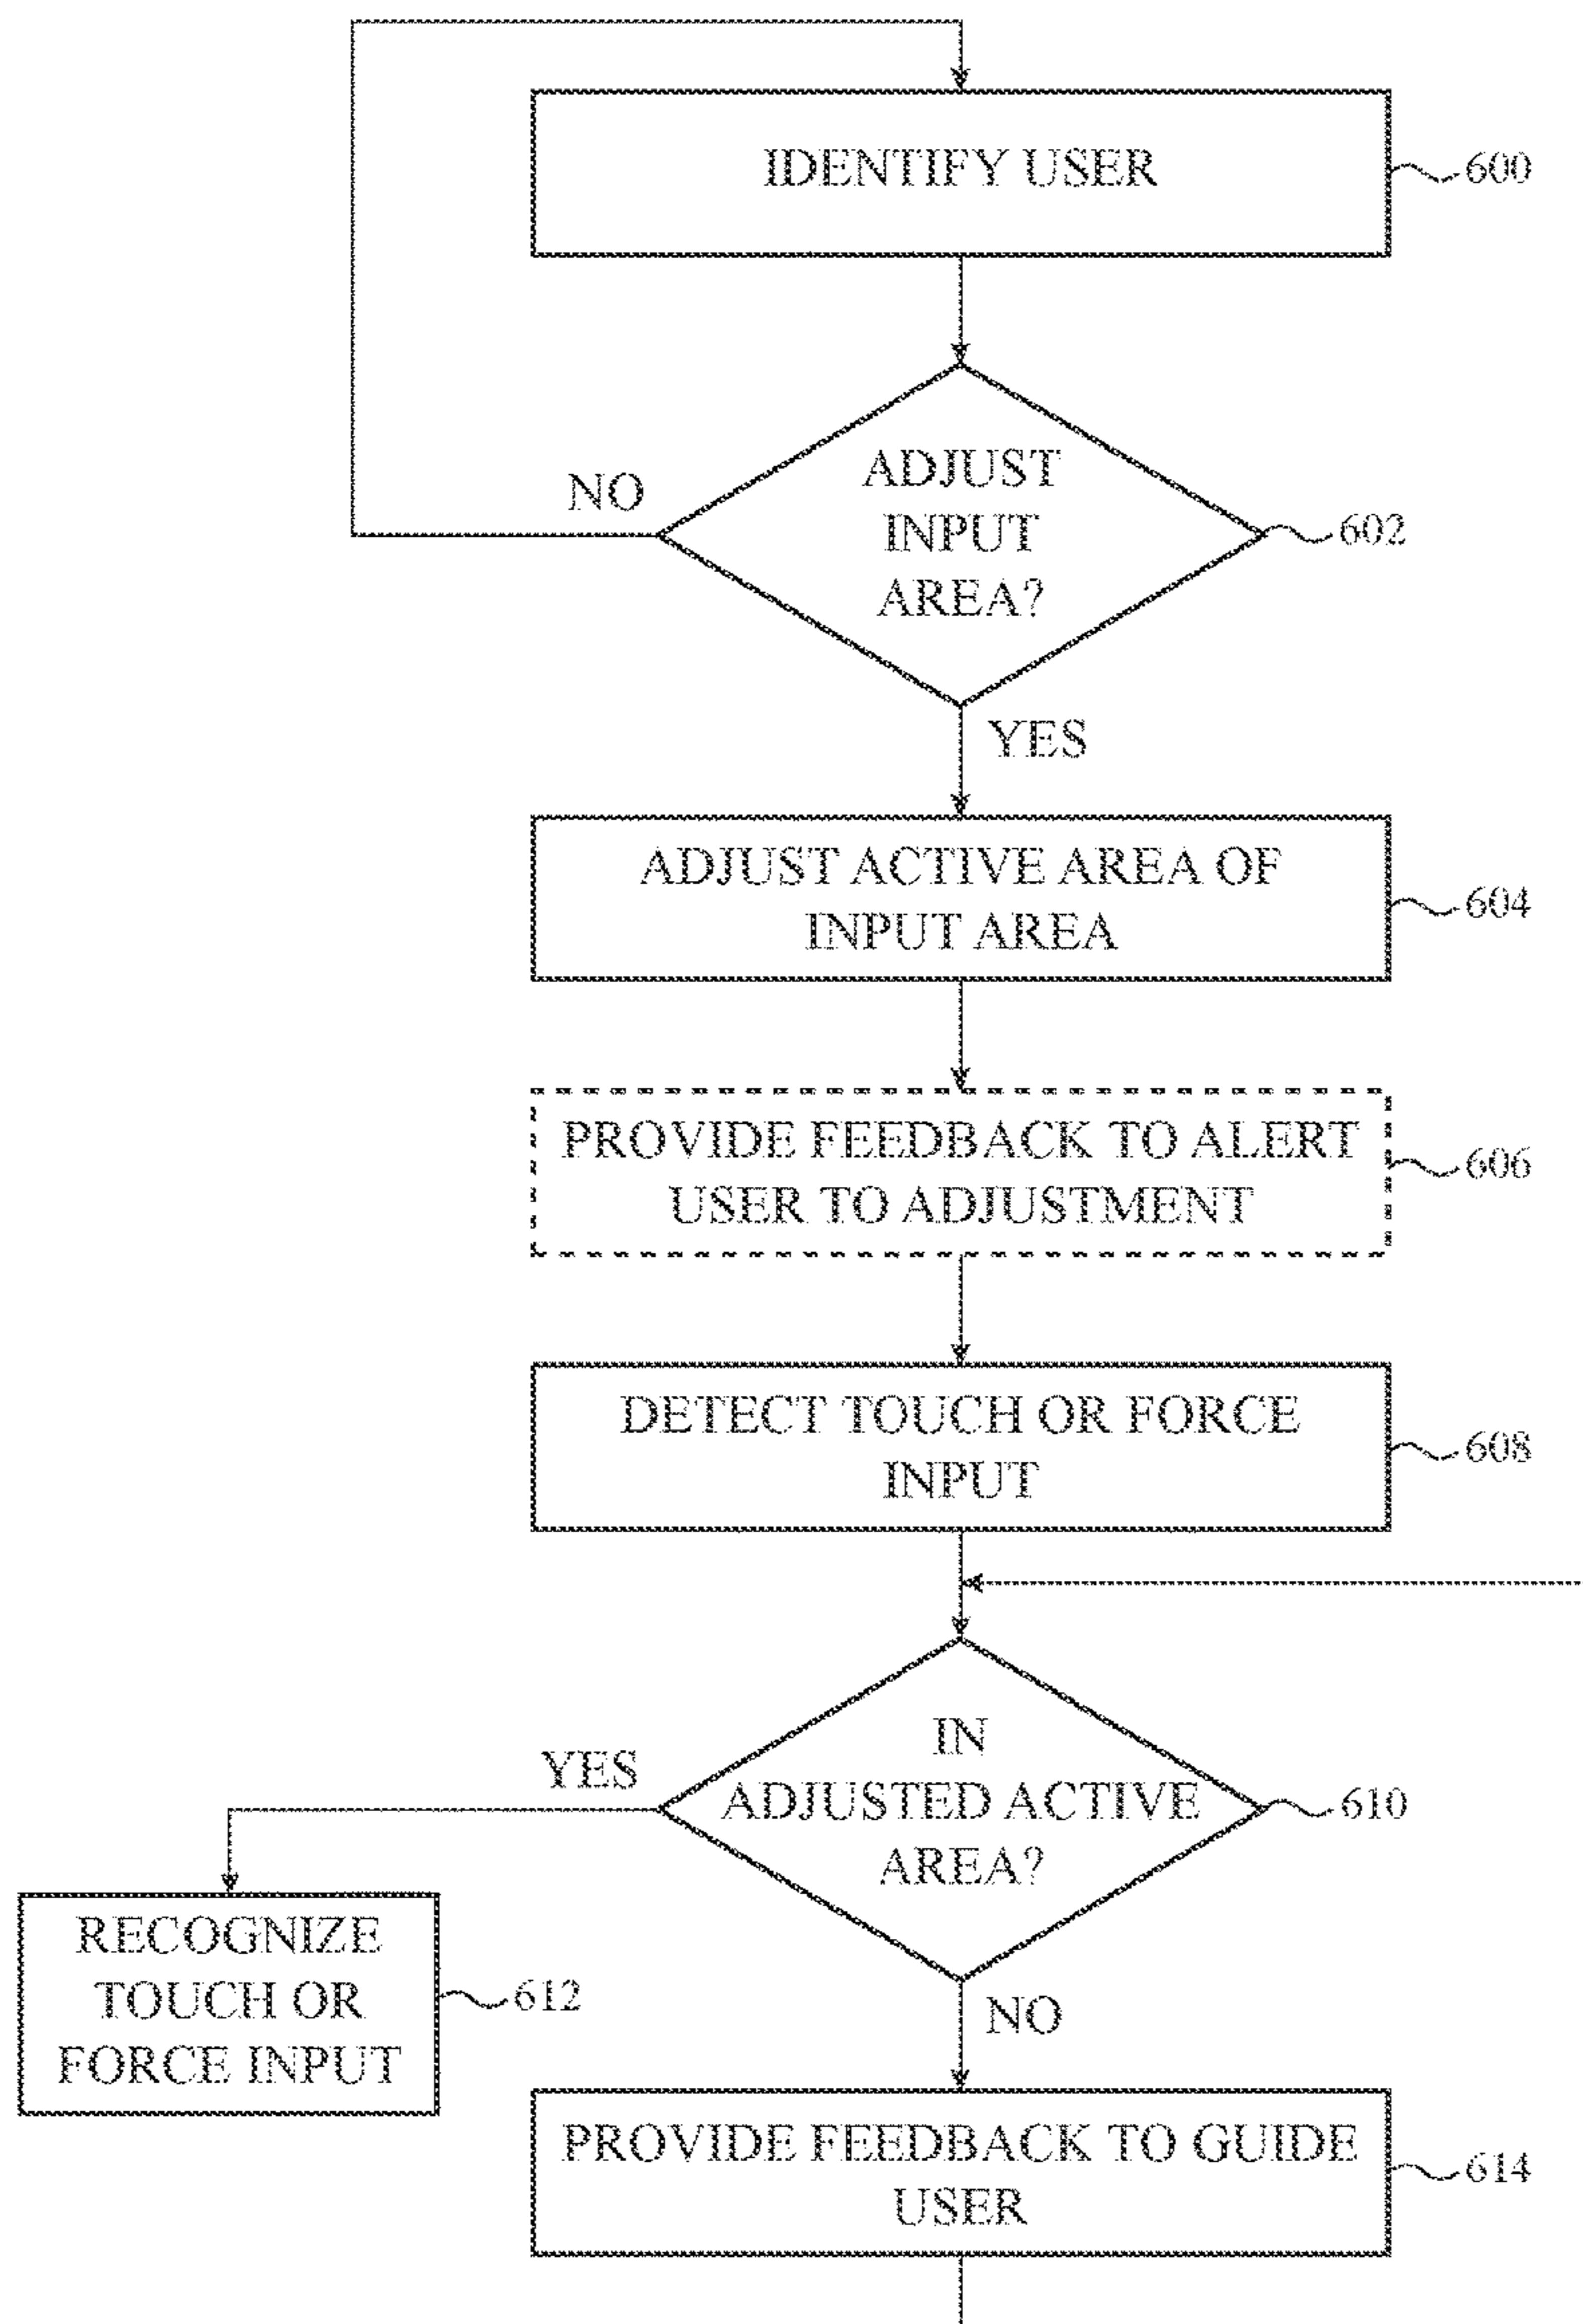 IDENTIFY USER
600
ADJUST
INPUT
AREA?
602
NO
YES
ADJUST ACTIVE AREA OF
INPUT AREA
604
PROVIDE FEEDBACK TO ALERT
USER TO ADJUSTMENT
606
DETECT TOUCH OR FORCE
INPUT
608
IN
ADJUSTED ACTIVE
AREA?
610
YES
RECOGNIZE
TOUCH OR
FORCE INPUT
612
NO
PROVIDE FEEDBACK TO GUIDE
USER
614